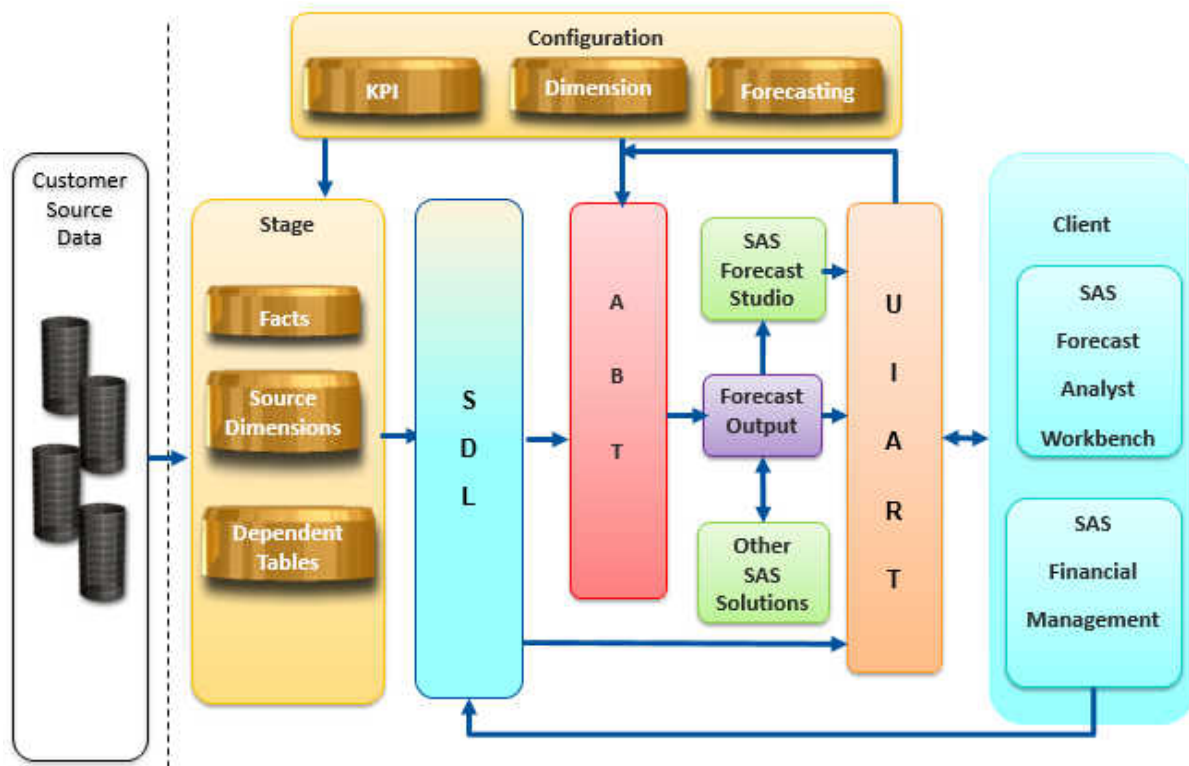 Configuration
KPI
Dimension
Forecasting
Customer
Source
Data
Stage
Facts
Source
Dimensions
Dependent
Tables
S
D
L
A
B
T
SAS
Forecast
Studio
Forecast
Output
Other
SAS
Solutions
U
I
A
R
T
Client
SAS
Forecast
Analyst
Workbench
SAS
Financial
Management